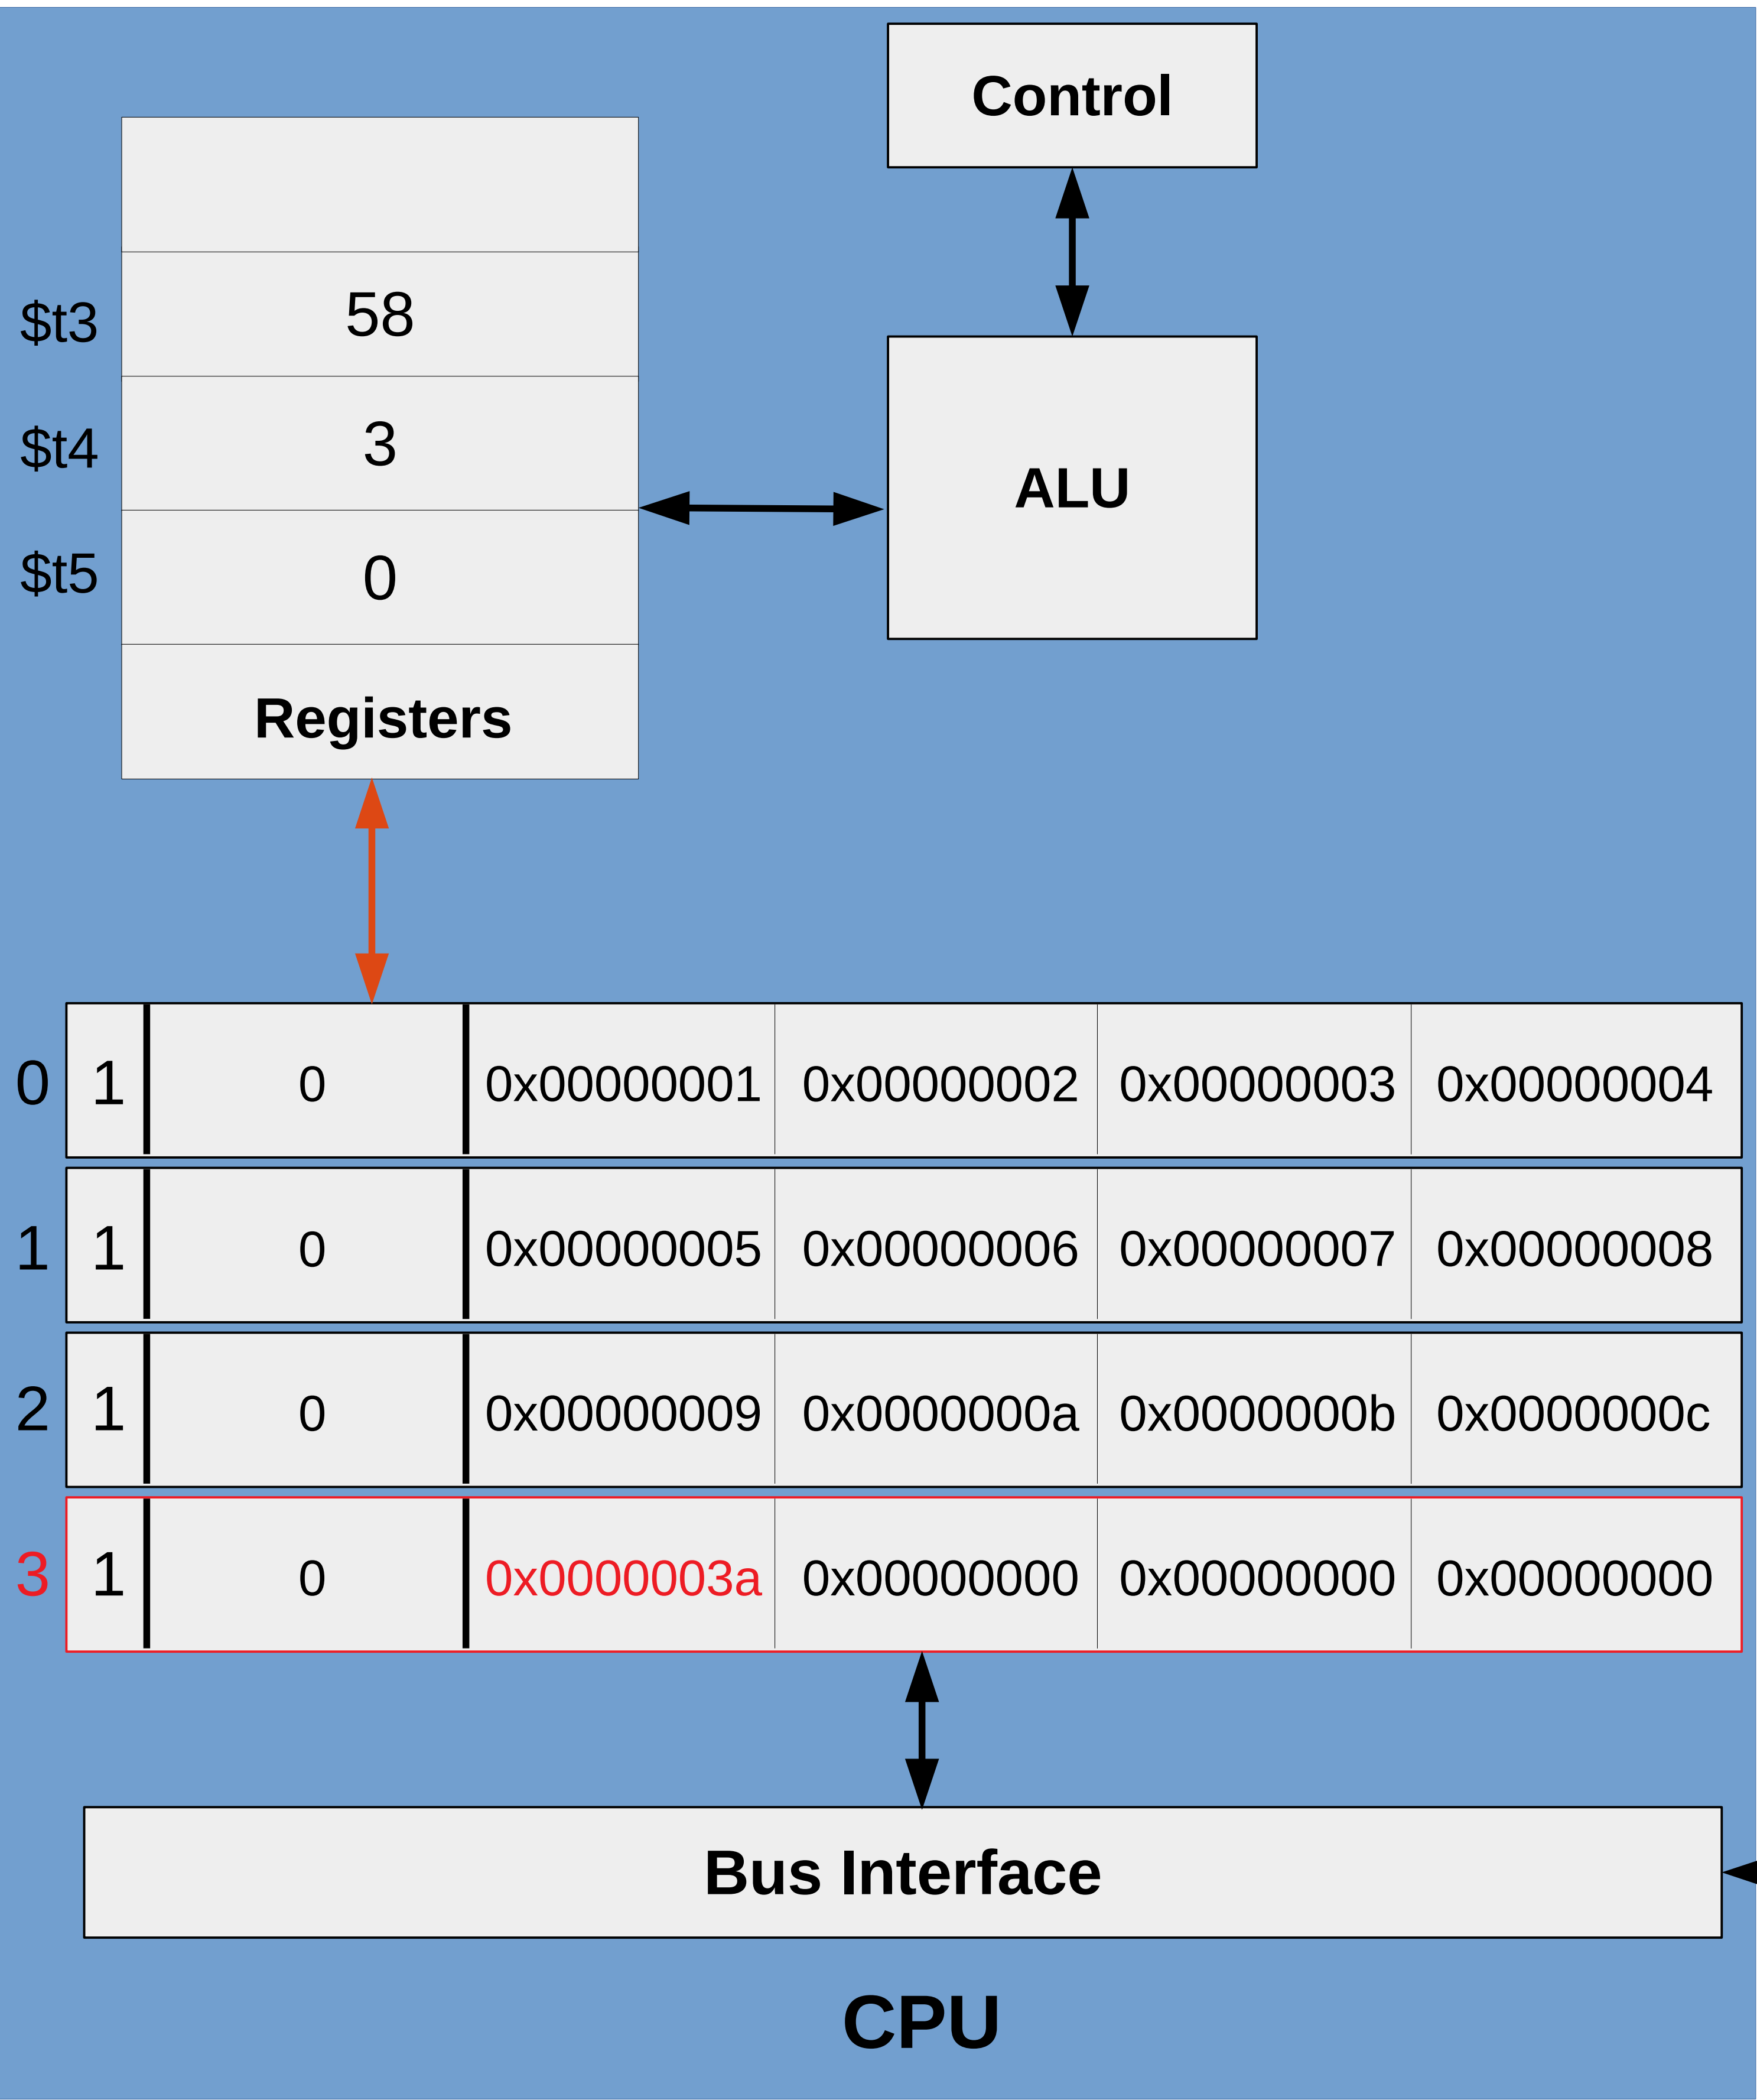 Control
$t3 58
$t4 3
ALU
$t5 0
Registers
0 1 0 0x00000001 0x00000002 0x00000003 0x00000004
1 1 0 0x00000005 0x00000006 0x00000007 0x00000008
2 1 0 0x00000009 0x0000000a 0x0000000b 0x0000000c
3 1 0 0x0000003a 0x00000000 0x00000000 0x00000000
Bus Interface
CPU